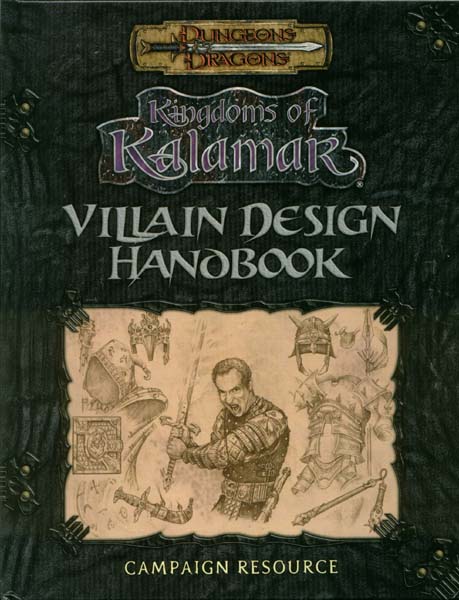 DUNGEONS
& DRAGONS
Kingdoms of
Kalamar®
VILLAIN DESIGN
HANDBOOK
CAMPAIGN RESOURCE